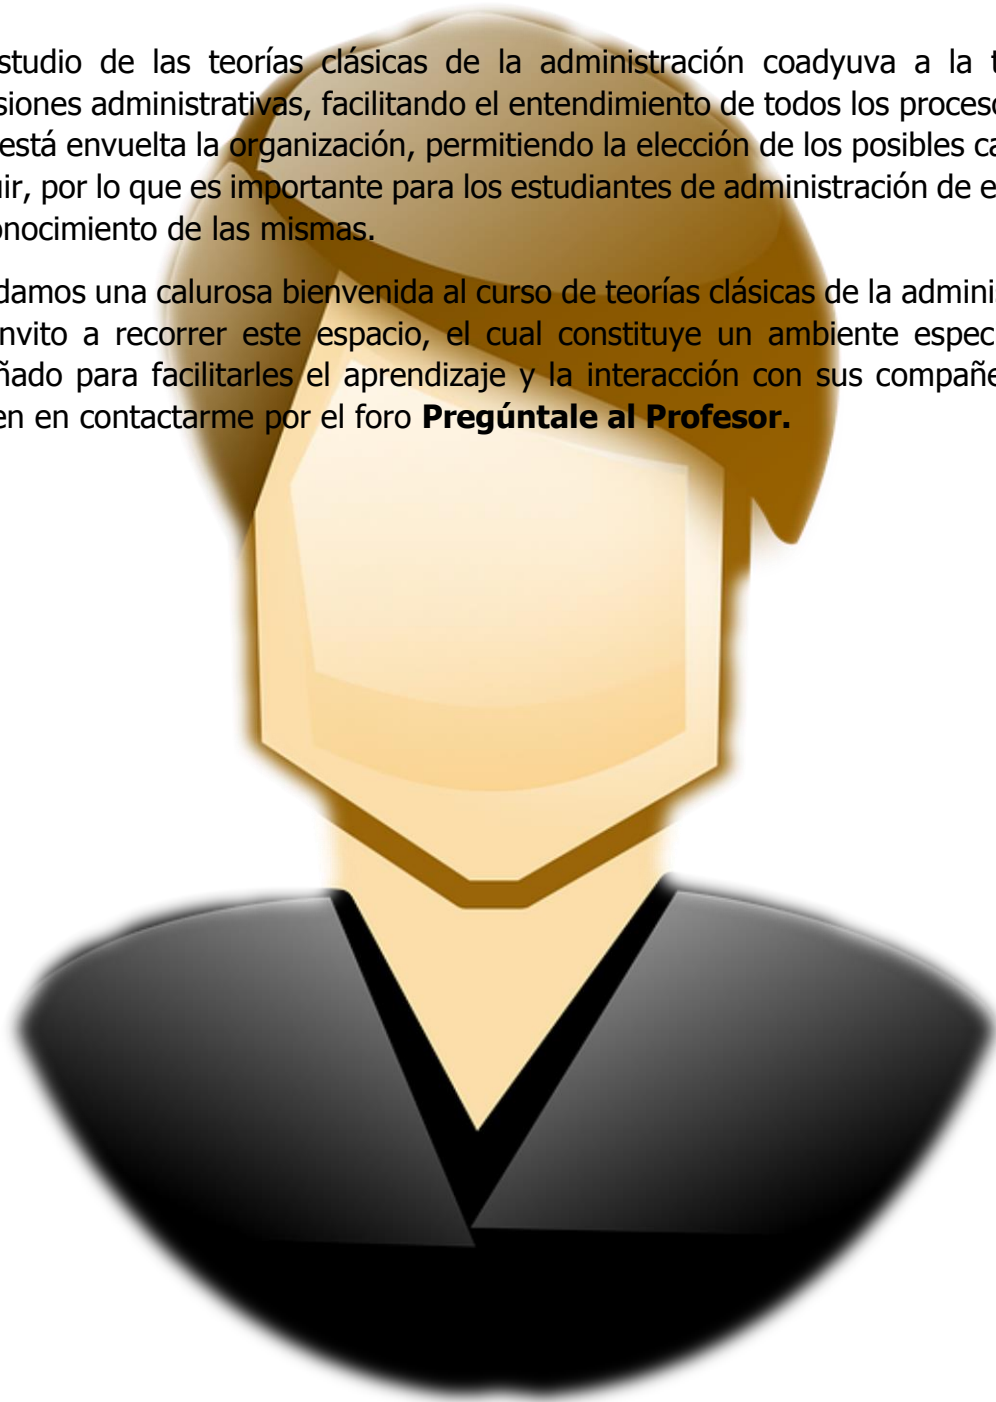 studio de las teorías clásicas de la administración coadyuva a la t
siones administrativas, facilitando el entendimiento de todos los proceso
está envuelta la organización, permitiendo la elección de los posibles ca
uir, por lo que es importante para los estudiantes de administración de e
onocimiento de las mismas.
damos una calurosa bienvenida al curso de teorías clásicas de la adminis
nvito a recorrer este espacio, el cual constituye un ambiente espec
ñado para facilitarles el aprendizaje y la interacción con sus compañe
en en contactarme por el foro Pregúntale al Profesor.